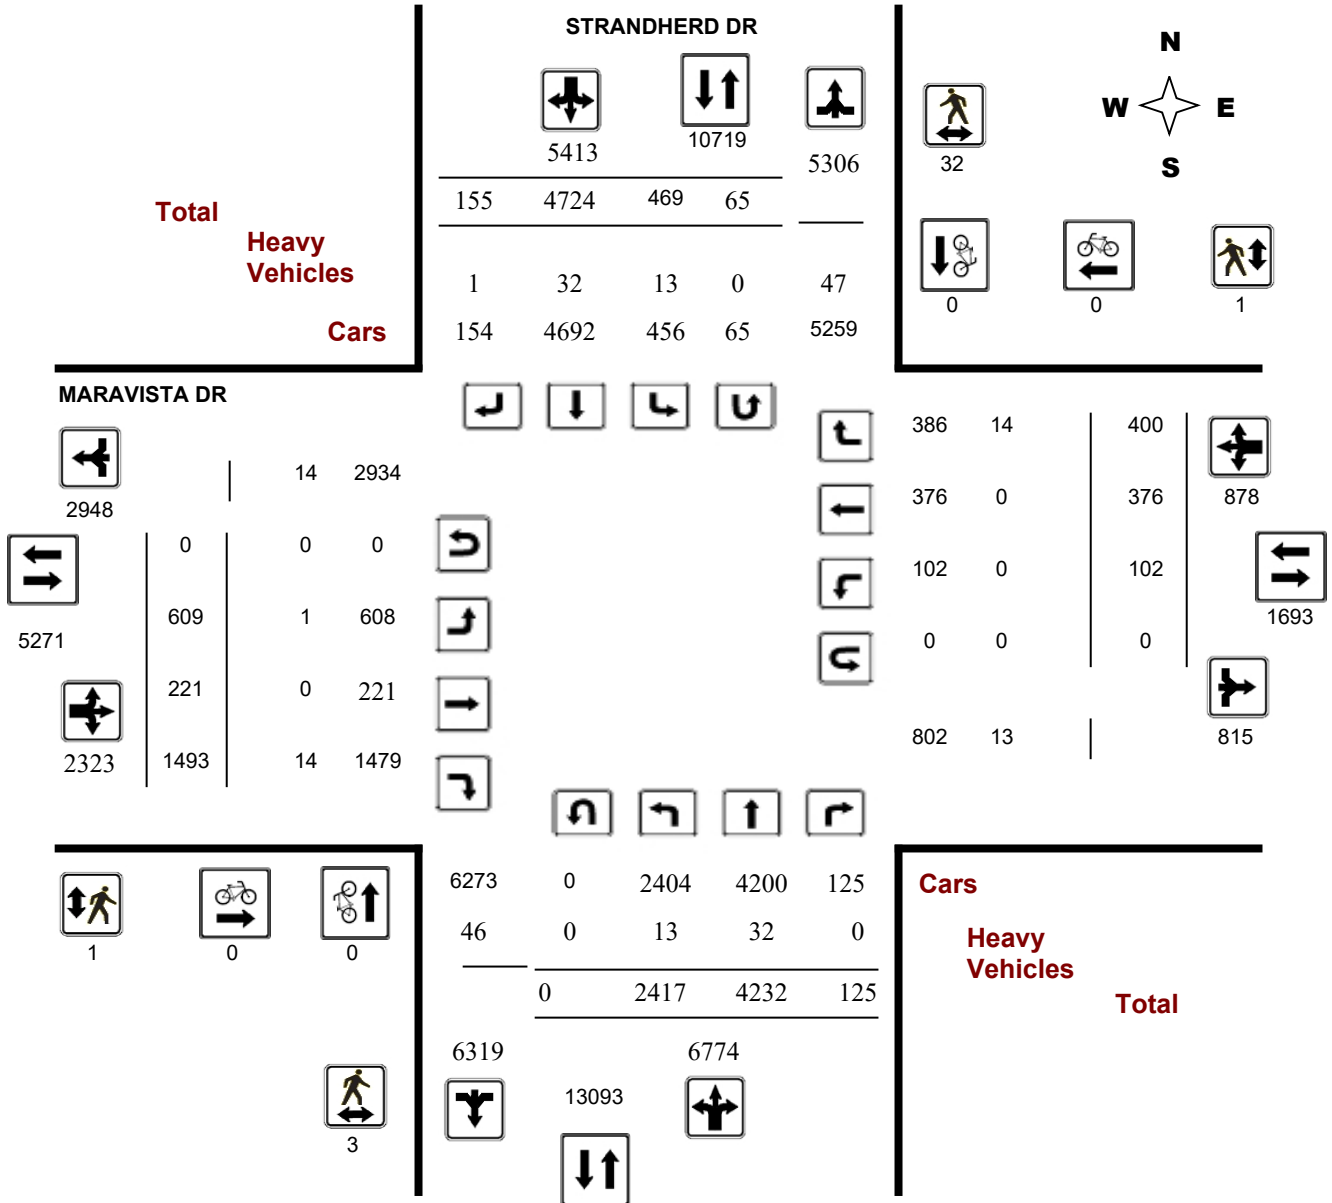 STRANDHERD DR
N
W E
S
5413 10719 5306 32
155 4724 469 65
Total
Heavy
Vehicles
1 32 13 0 47
0 0 1
Cars 154 4692 456 65 5259
MARAVISTA DR
386 14 400
14 2934
2948
376 0 376 878
0 0 0
102 0 102
609 1 608
1693
5271
0 0 0
221 0 221
802 13 815
2323 1493 14 1479
6273 0 2404 4200 125 Cars
46 0 13 32 0 Heavy
Vehicles
1 0 0
0 2417 4232 125 Total
6319 6774
13093
3